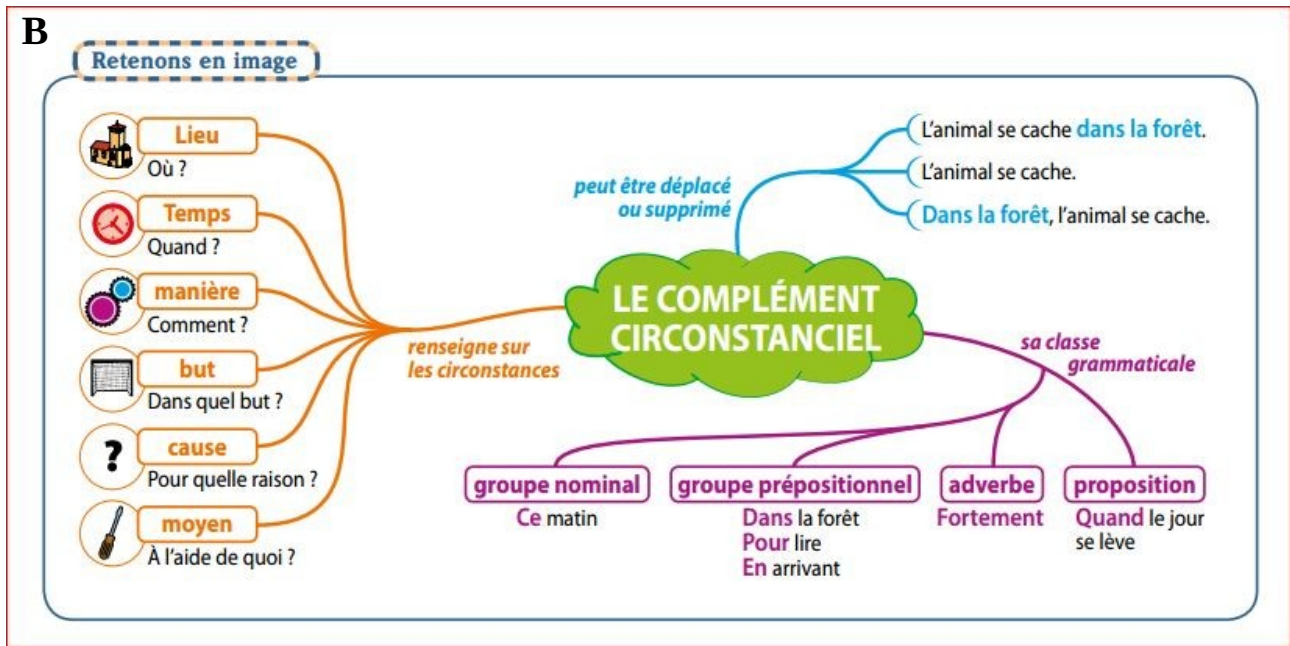 B
Retenons en image
Lieu
Où ?
Temps
Quand ?
manière
Comment ?
but
Dans quel but ?
cause
?
Pour quelle raison ?
moyen
À l'aide de quoi ?
renseigne sur
les circonstances
LE COMPLÉMENT
CIRCONSTANCIEL
peut être déplacé
ou supprimé
L'animal se cache dans la forêt.
L'animal se cache.
Dans la forêt, l'animal se cache.
sa classe
grammaticale
groupe nominal
Ce matin
groupe prépositionnel
Dans la forêt
Pour lire
En arrivant
adverbe
Fortement
proposition
Quand le jour
se lève